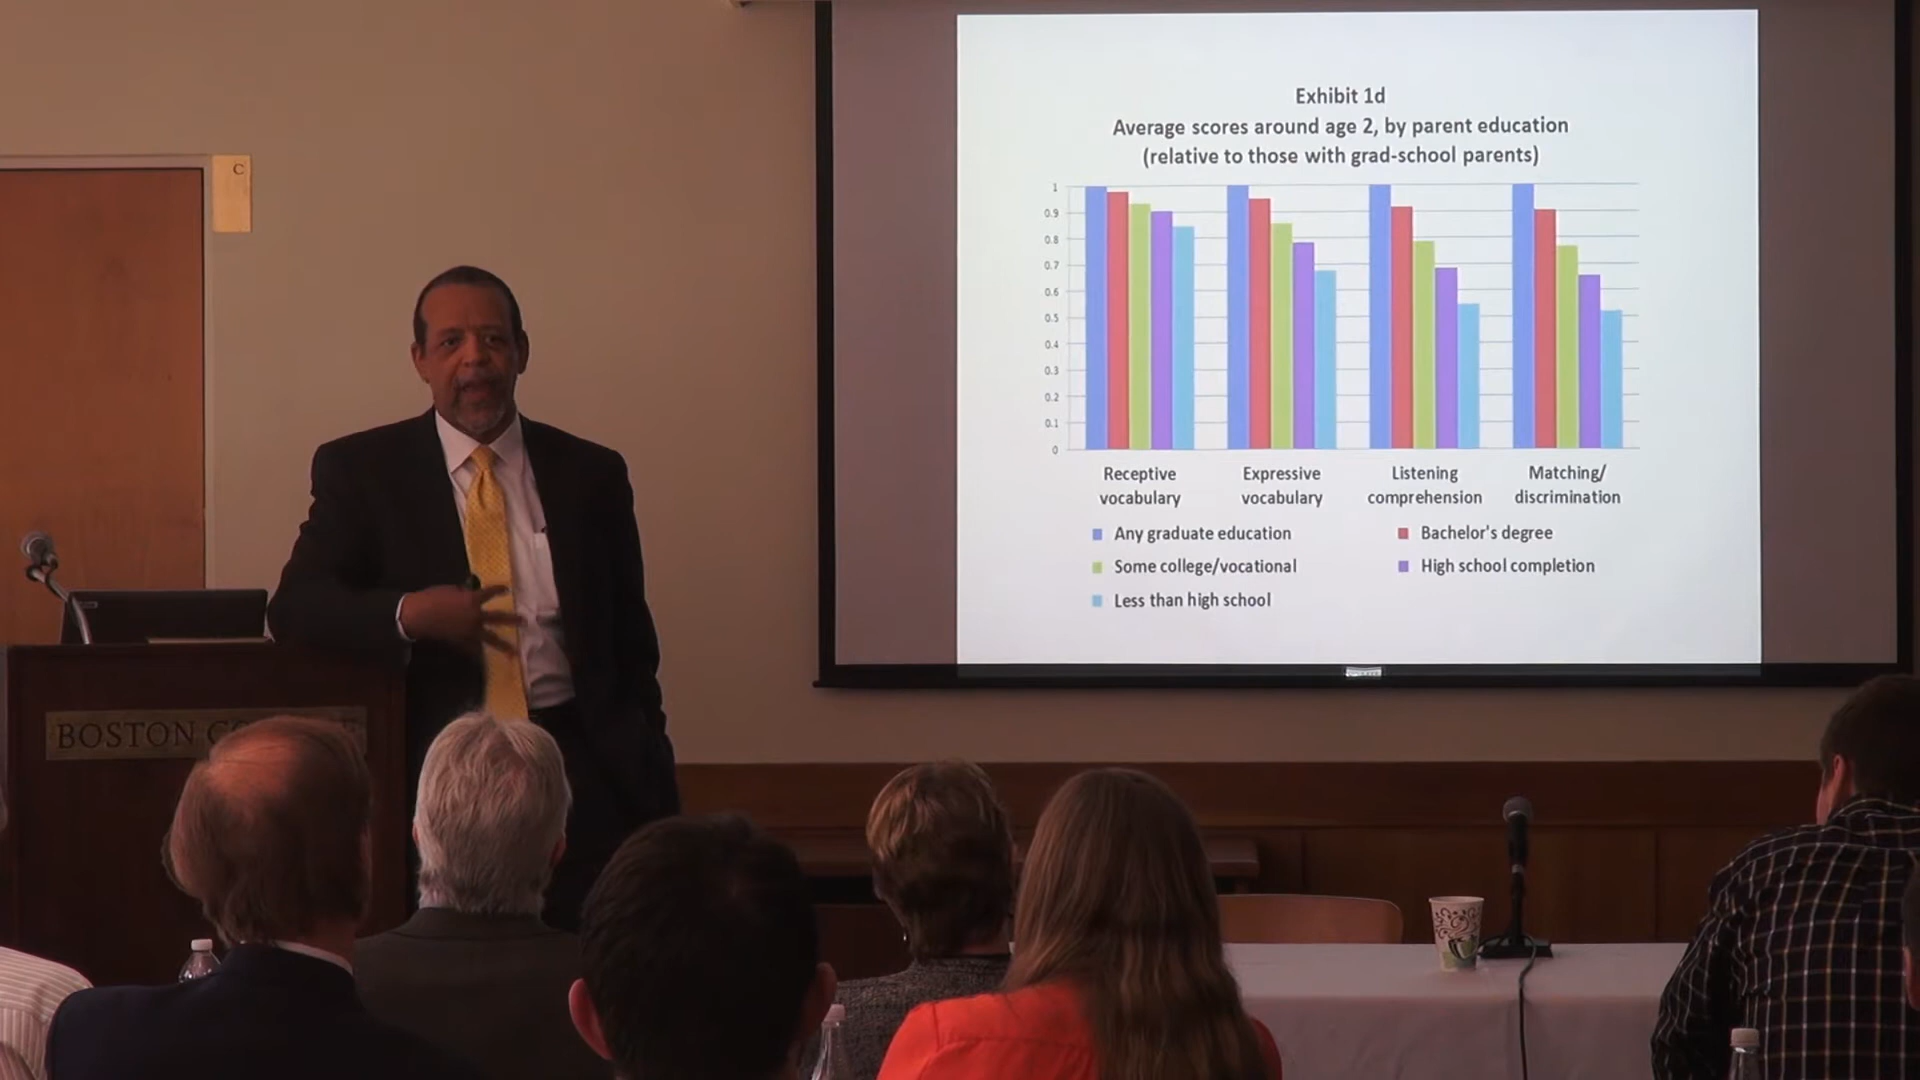 C
Exhibit 1d
Average scores around age 2, by parent education
(relative to those with grad-school parents)
1
0.9
0.8
0.7
0.6
0.5
0.4
0.3
0.2
0.1
0
Receptive vocabulary
Expressive vocabulary
Listening comprehension
Matching/ discrimination
Any graduate education
Bachelor's degree
Some college/vocational
High school completion
Less than high school
BOSTON